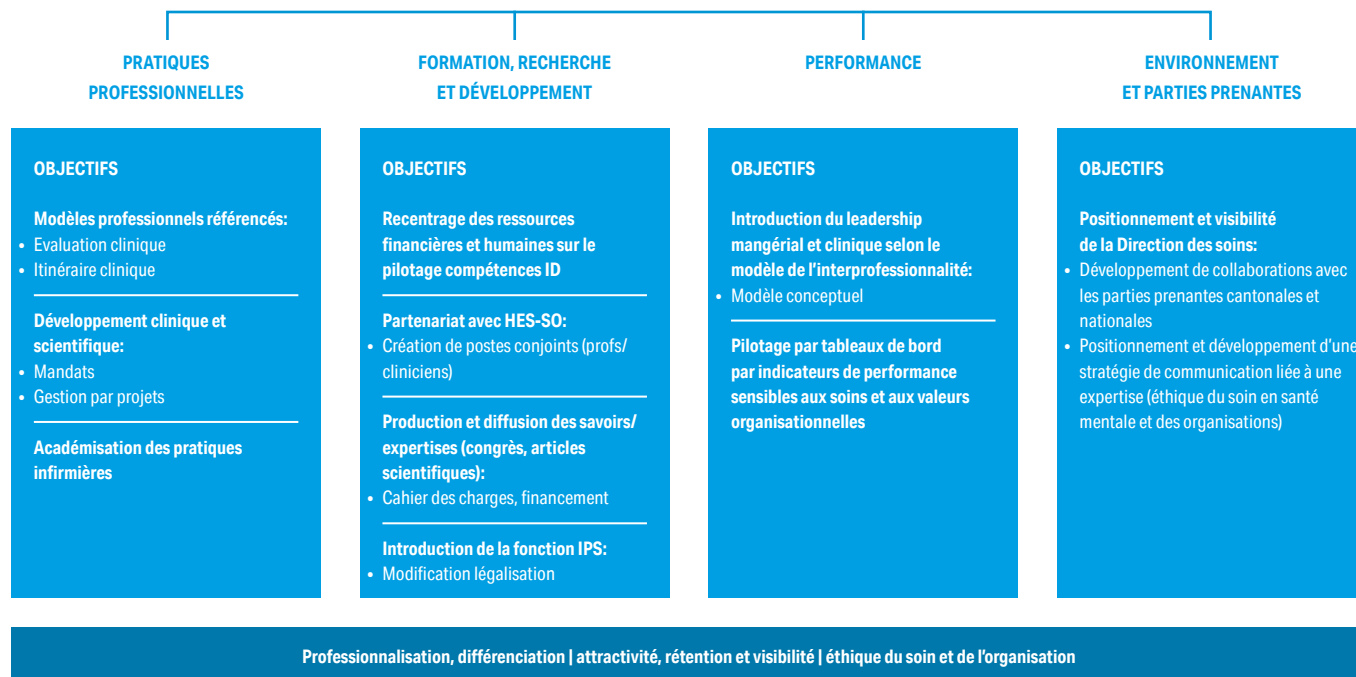 PRATIQUES
PROFESSIONNELLES
FORMATION, RECHERCHE
ET DÉVELOPPEMENT
PERFORMANCE
ENVIRONNEMENT
ET PARTIES PRENANTES
OBJECTIFS
Modèles professionnels référencés:
• Evaluation clinique
• Itinéraire clinique
Développement clinique et
scientifique:
• Mandats
• Gestion par projets
Académisation des pratiques
infirmières
OBJECTIFS
Recentrage des ressources
financières et humaines sur le
pilotage compétences ID
Partenariat avec HES-SO:
• Création de postes conjoints (profs/
cliniciens)
Production et diffusion des savoirs/
expertises (congrès, articles
scientifiques):
• Cahier des charges, financement
Introduction de la fonction IPS:
• Modification légalisation
OBJECTIFS
Introduction du leadership
mangérial et clinique selon le
modèle de l'interprofessionnalité:
• Modèle conceptuel
Pilotage par tableaux de bord
par indicateurs de performance
sensibles aux soins et aux valeurs
organisationnelles
OBJECTIFS
Positionnement et visibilité
de la Direction des soins:
• Développement de collaborations avec
les parties prenantes cantonales et
nationales
• Positionnement et développement d'une
stratégie de communication liée à une
expertise (éthique du soin en santé
mentale et des organisations)
Professionnalisation, différenciation | attractivité, rétention et visibilité | éthique du soin et de l'organisation